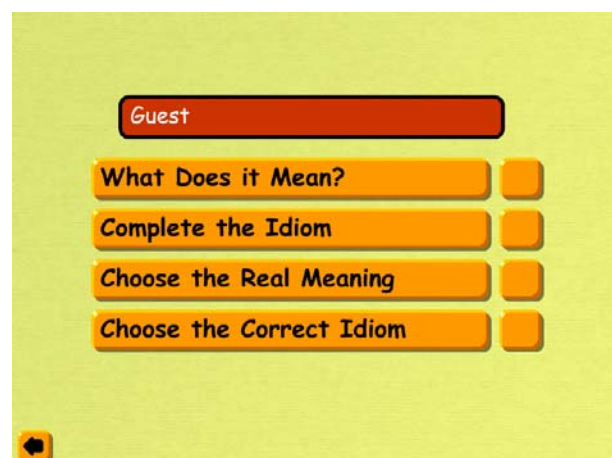 Guest
What Does it Mean?
Complete the Idiom
Choose the Real Meaning
Choose the Correct Idiom